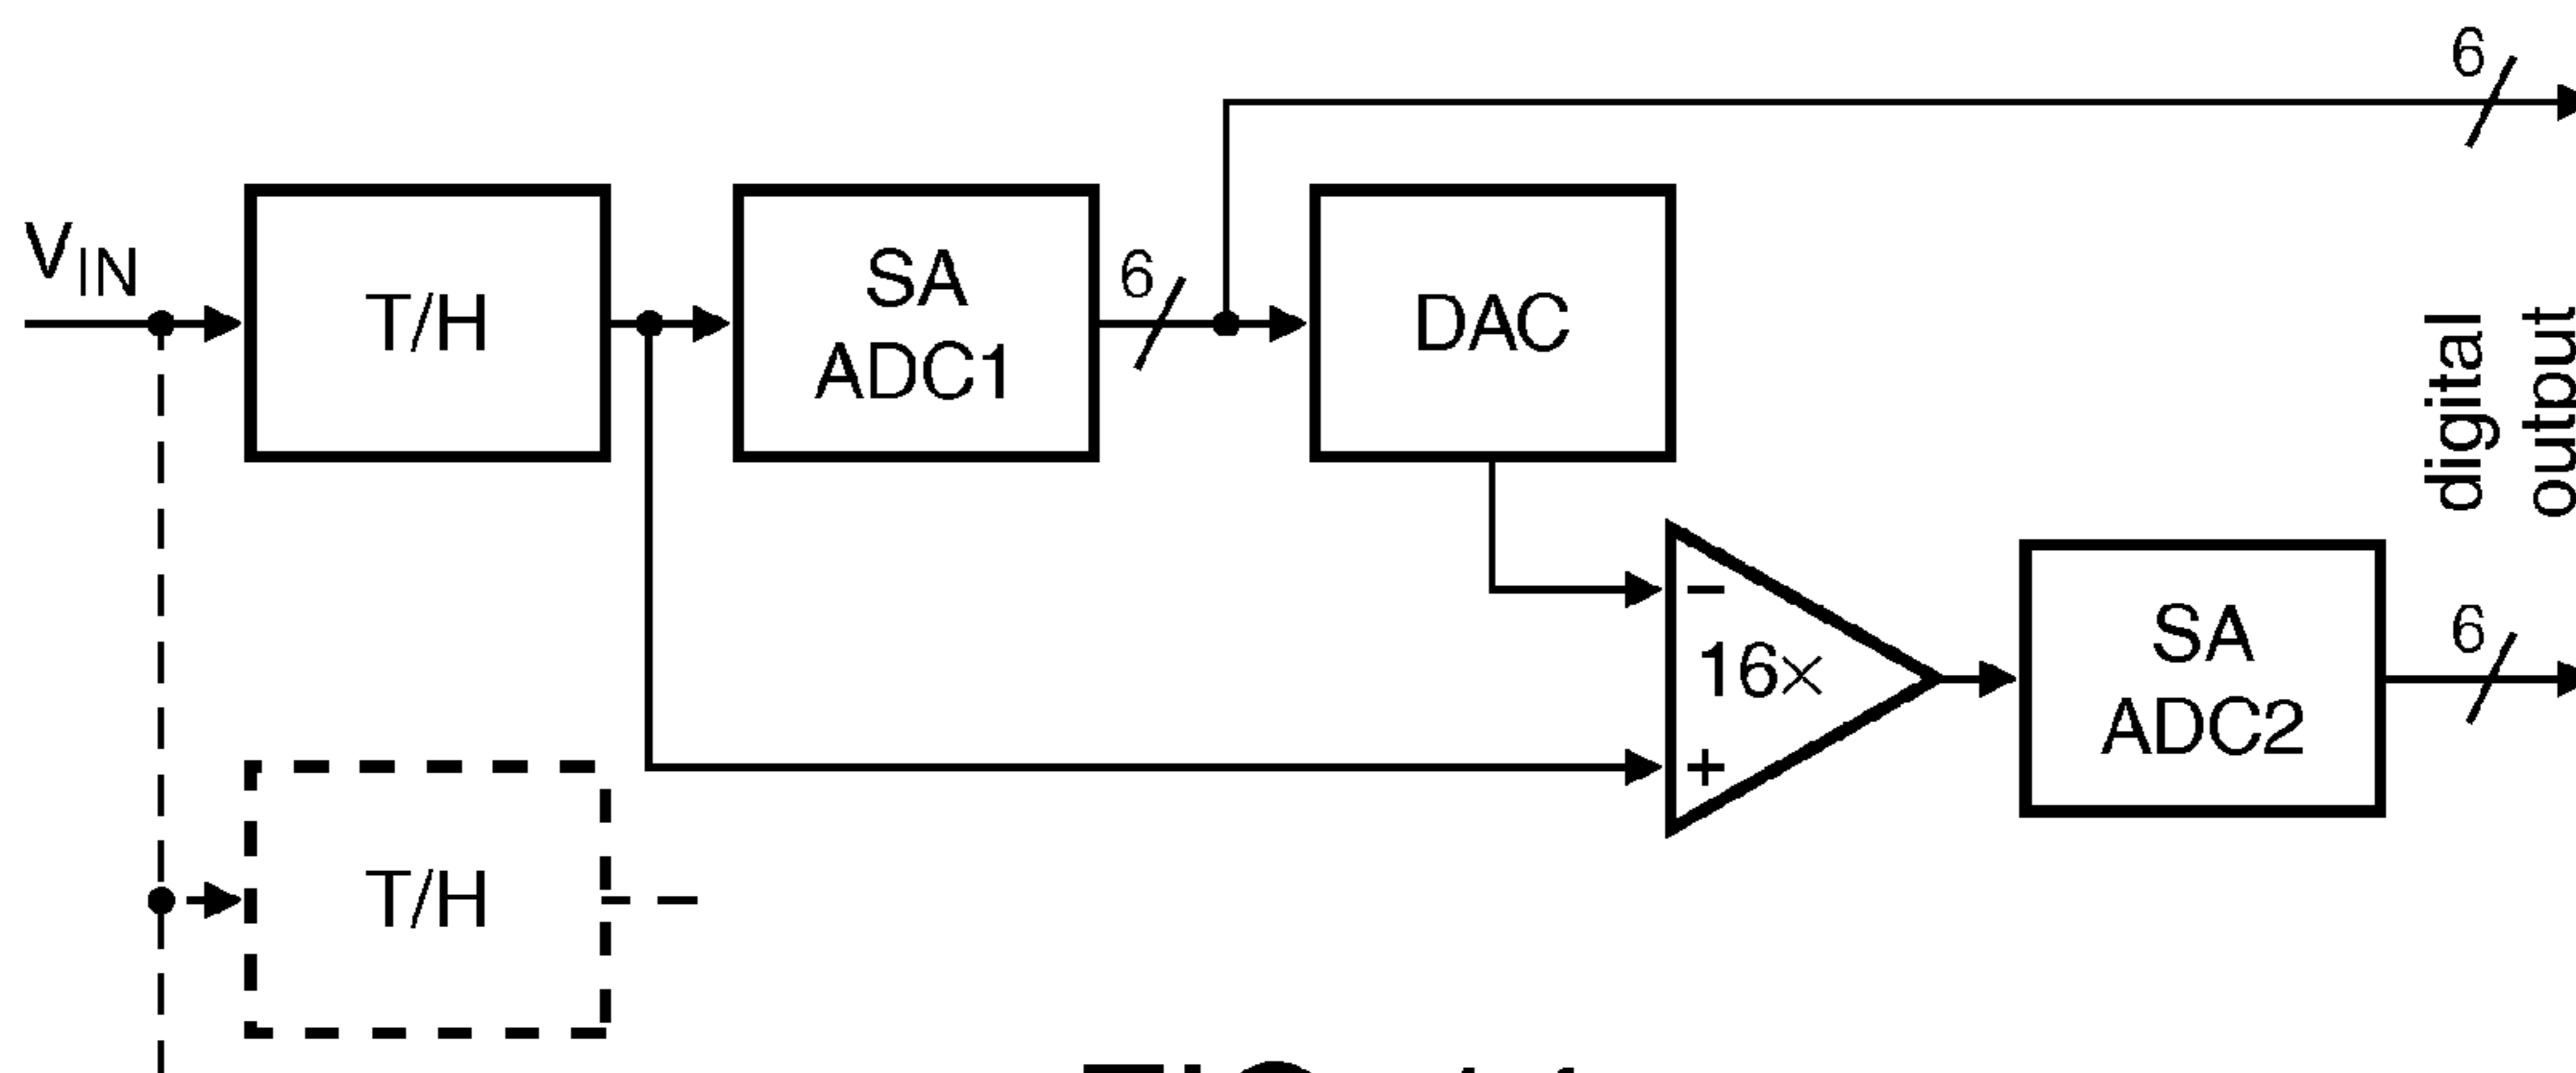 6
V_IN
T/H
SA
ADC1
6
DAC
digital
output
−
16×
+
SA
ADC2
6
T/H